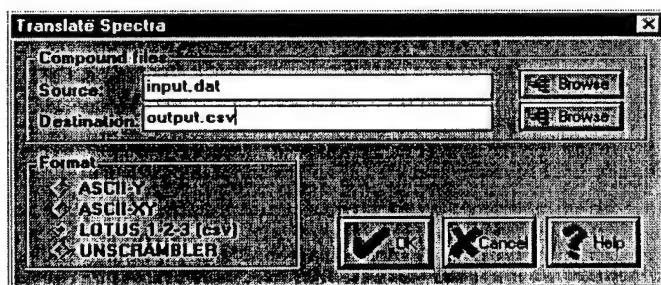 Translate Spectra
Compound files
Source: input.dat Browse
Destination: output.csv Browse
Format
ASCII-Y
ASCII-XY
LOTUS 1-2-3 (csv)
UNSCRAMBLER
OK Cancel Help